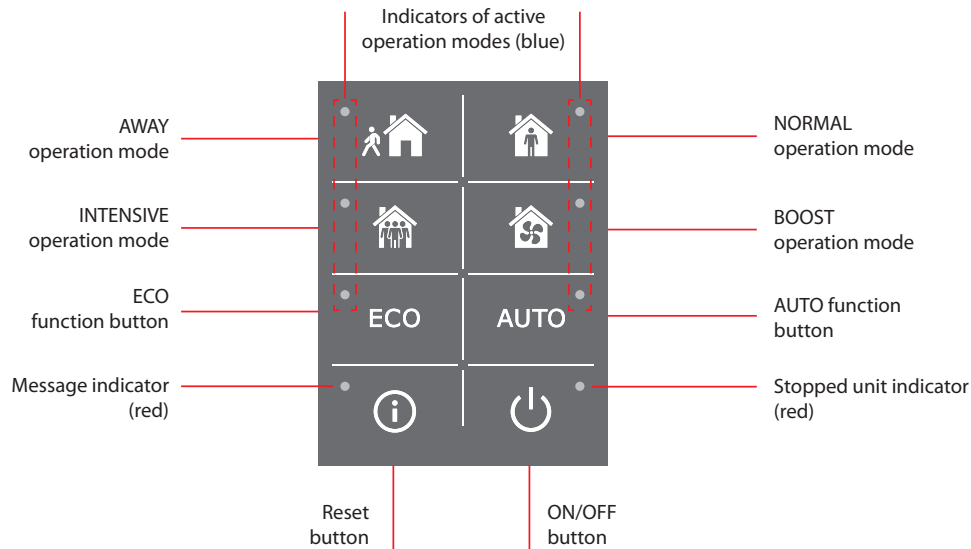 Indicators of active
operation modes (blue)
AWAY
operation mode
NORMAL
operation mode
INTENSIVE
operation mode
BOOST
operation mode
ECO
function button
ECO
AUTO
AUTO function
button
Message indicator
(red)
i
Stopped unit indicator
(red)
Reset
button
ON/OFF
button